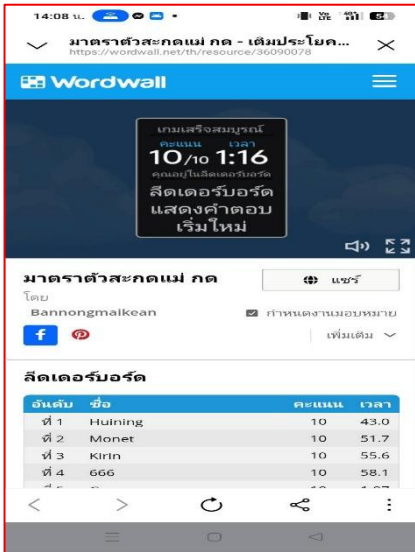 14:08 น.
มาตราตัวสะกดแม่ กด - เติมประโยค...
https://wordwall.net/th/resource/36090078
Wordwall
เกมเสร็จสมบูรณ์
คะแนน เวลา
10/10 1:16
คุณอยู่ในลีดเดอร์บอร์ด
ลีดเดอร์บอร์ด
แสดงคำตอบ
เริ่มใหม่
มาตราตัวสะกดแม่ กด
แชร์
โดย
Bannongmaikean
กำหนดงานมอบหมาย
เพิ่มเติม
ลีดเดอร์บอร์ด
อันดับ ชื่อ คะแนน เวลา
ที่ 1 Huining 10 43.0
ที่ 2 Monet 10 51.7
ที่ 3 Kirin 10 55.6
ที่ 4 666 10 58.1